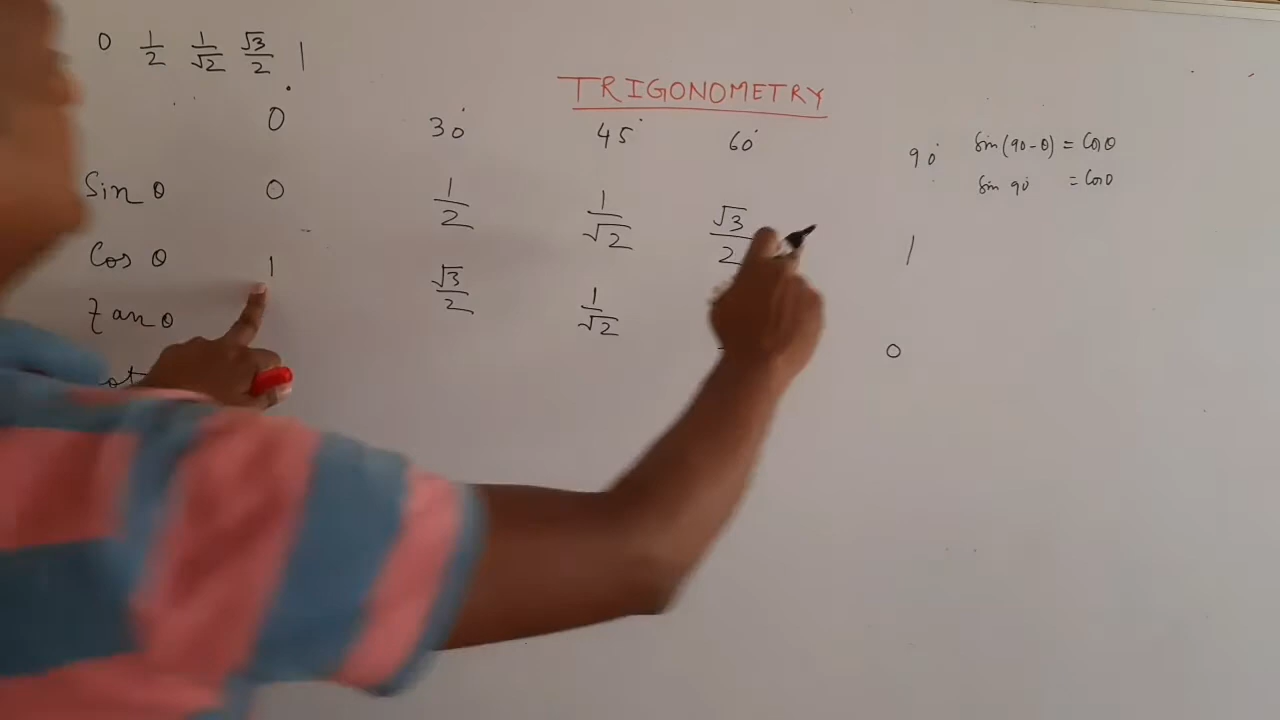 0 1/2 1/√2 √3/2 1
TRIGONOMETRY
0° 30° 45° 60° 90°
sin(90-θ) = cosθ
sin 90 = cos0
Sin θ 0 1/2 1/√2 √3/2 1
Cos θ 1 √3/2 1/√2 0
Tan θ